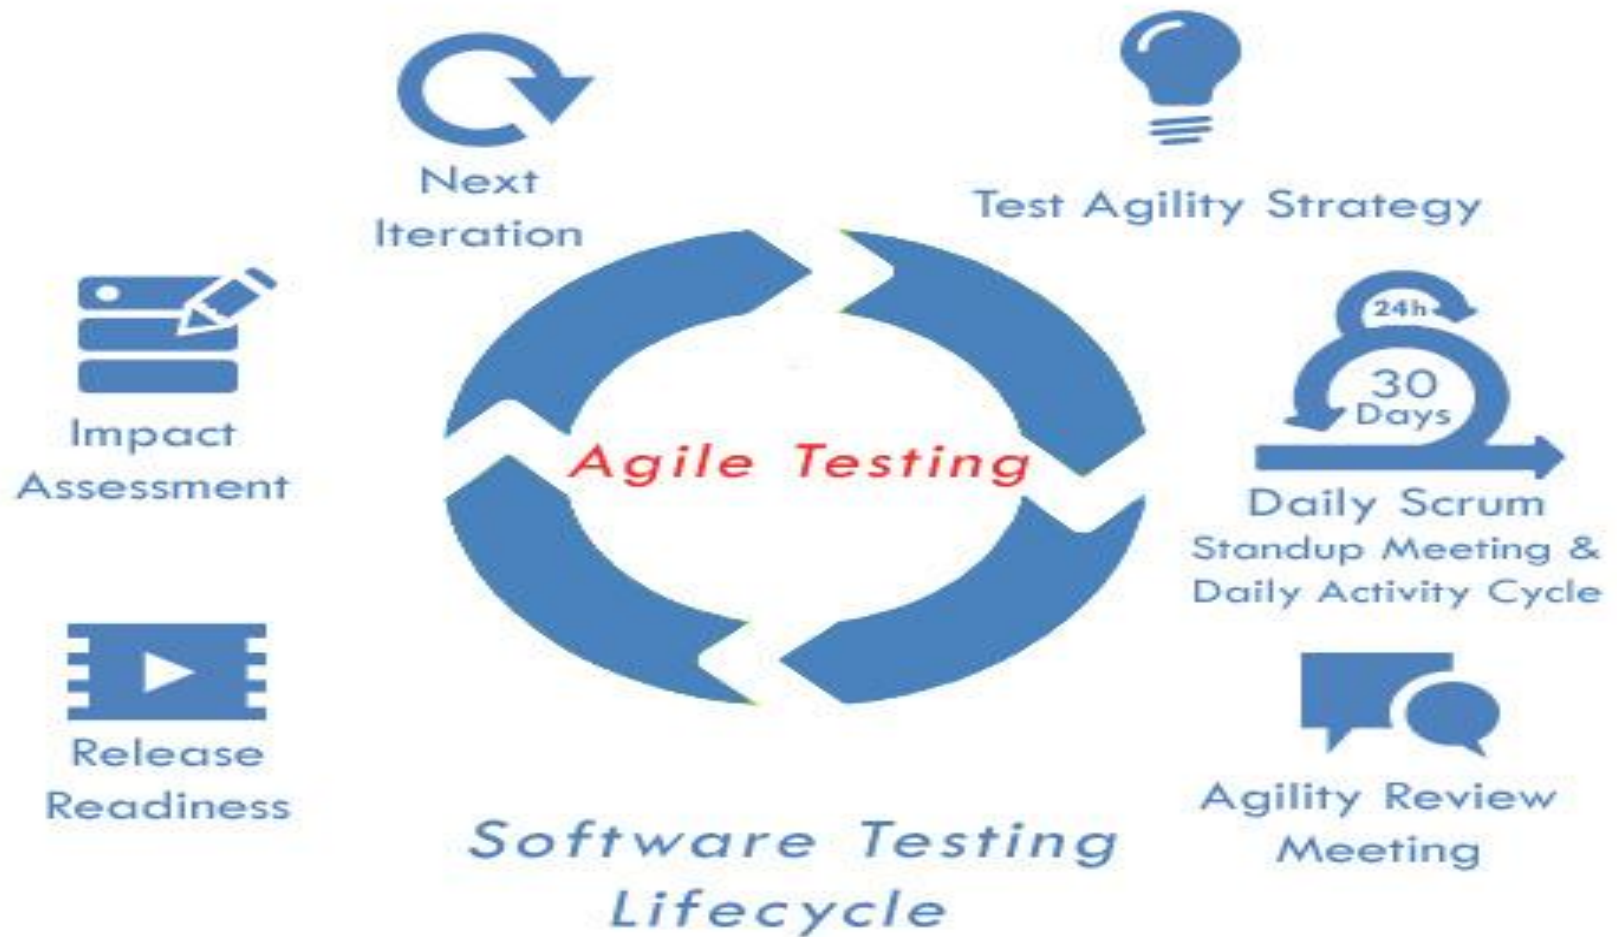 Next
Iteration
Test Agility Strategy
24h
30
Days
Impact
Assessment
Agile Testing
Daily Scrum
Standup Meeting &
Daily Activity Cycle
Release
Readiness
Agility Review
Meeting
Software Testing
Lifecycle